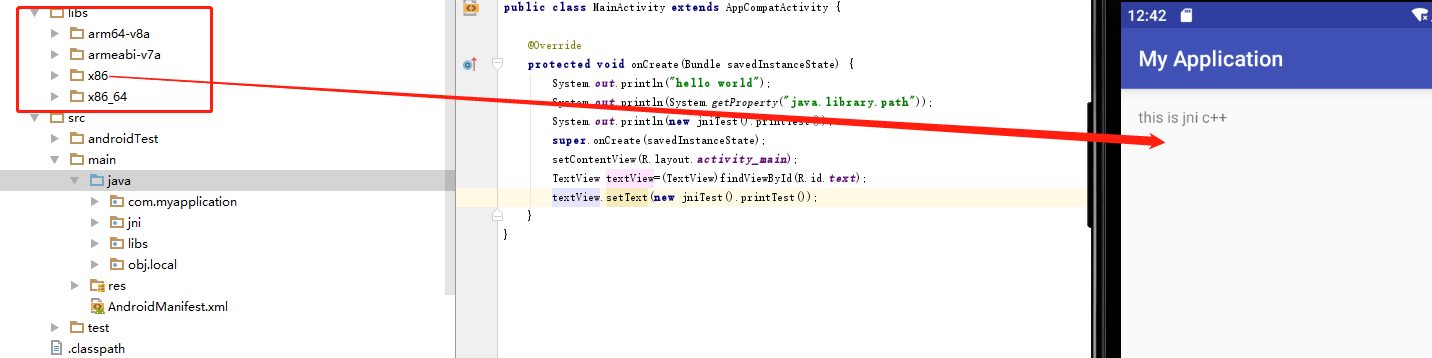 libs
arm64-v8a
armeabi-v7a
x86
x86_64
src
androidTest
main
java
com.myapplication
jni
libs
obj.local
res
AndroidManifest.xml
test
.classpath
public class MainActivity extends AppCompatActivity {
@Override
protected void onCreate(Bundle savedInstanceState) {
System.out.println("hello world");
System.out.println(System.getProperty("java.library.path"));
System.out.println(new jniTest().printTest());
super.onCreate(savedInstanceState);
setContentView(R.layout.activity_main);
TextView textView=(TextView)findViewById(R.id.text);
textView.setText(new jniTest().printTest());
}
}
12:42
My Application
this is jni c++